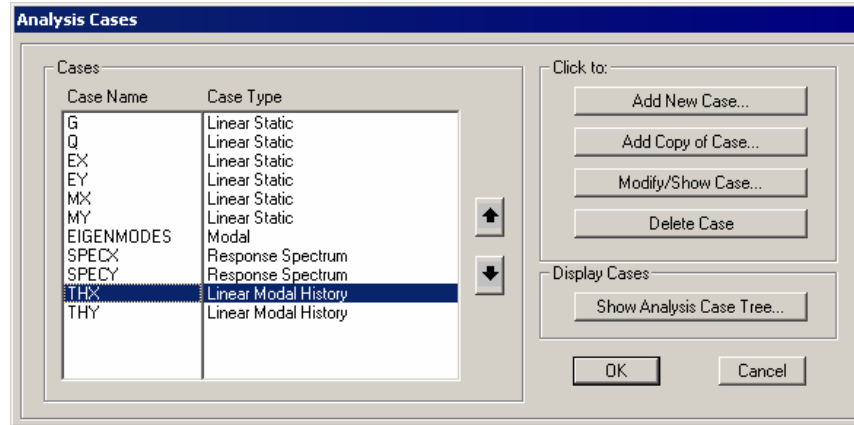 Analysis Cases
Cases
Case Name Case Type
G Linear Static
Q Linear Static
EX Linear Static
EY Linear Static
MX Linear Static
MY Linear Static
EIGENMODES Modal
SPECX Response Spectrum
SPECY Response Spectrum
THX Linear Modal History
THY Linear Modal History
Click to:
Add New Case...
Add Copy of Case...
Modify/Show Case...
Delete Case
Display Cases
Show Analysis Case Tree...
OK Cancel